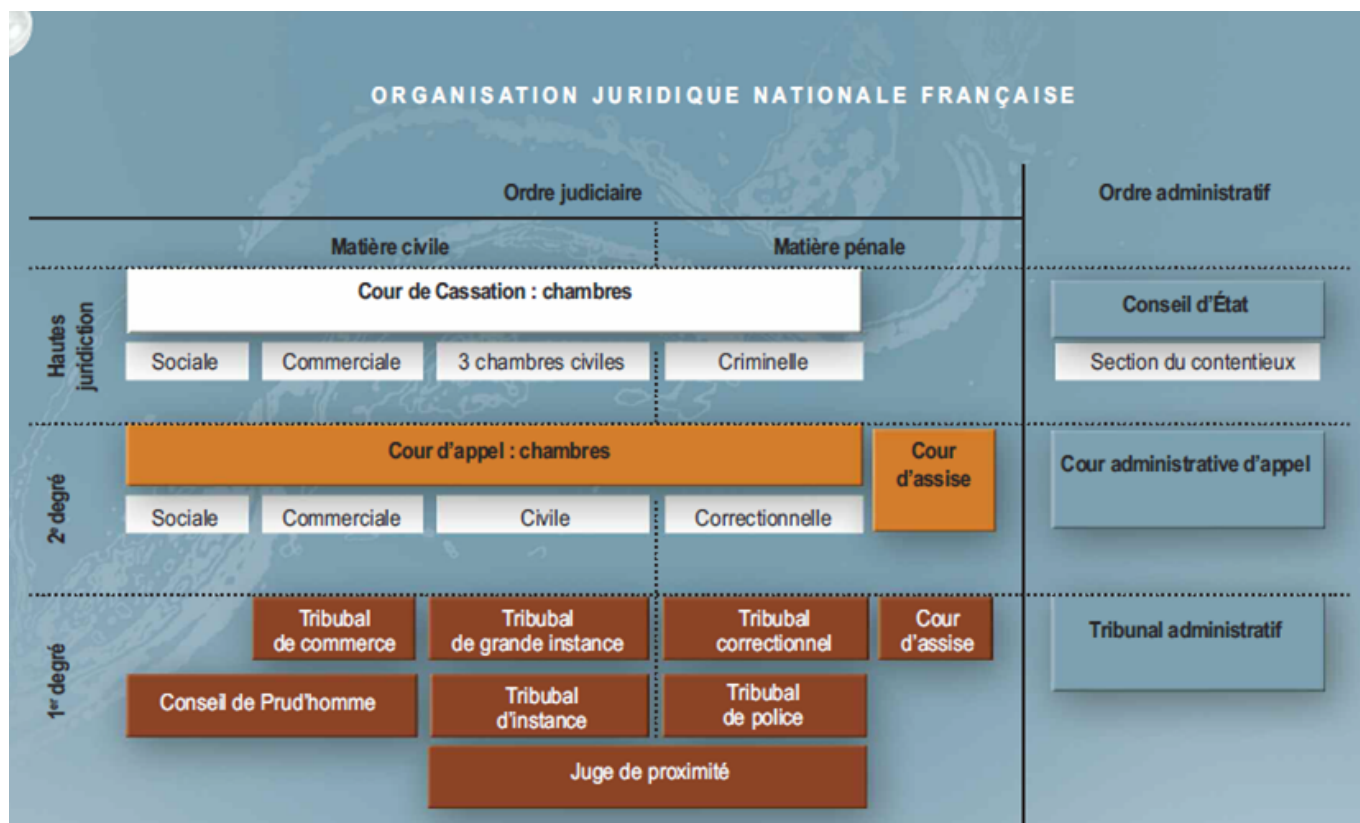 ORGANISATION JURIDIQUE NATIONALE FRANÇAISE
Ordre judiciaire
Ordre administratif
Matière civile
Matière pénale
Hautes
juridiction
Cour de Cassation : chambres
Conseil d'État
Sociale
Commerciale
3 chambres civiles
Criminelle
Section du contentieux
2e degré
Cour d'appel : chambres
Cour
d'assise
Cour administrative d'appel
Sociale
Commerciale
Civile
Correctionnelle
1er degré
Tribubal
de commerce
Tribubal
de grande instance
Tribubal
correctionnel
Cour
d'assise
Tribunal administratif
Conseil de Prud'homme
Tribubal
d'instance
Tribubal
de police
Juge de proximité